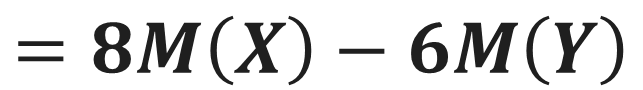 = 8M(X) − 6M(Y)